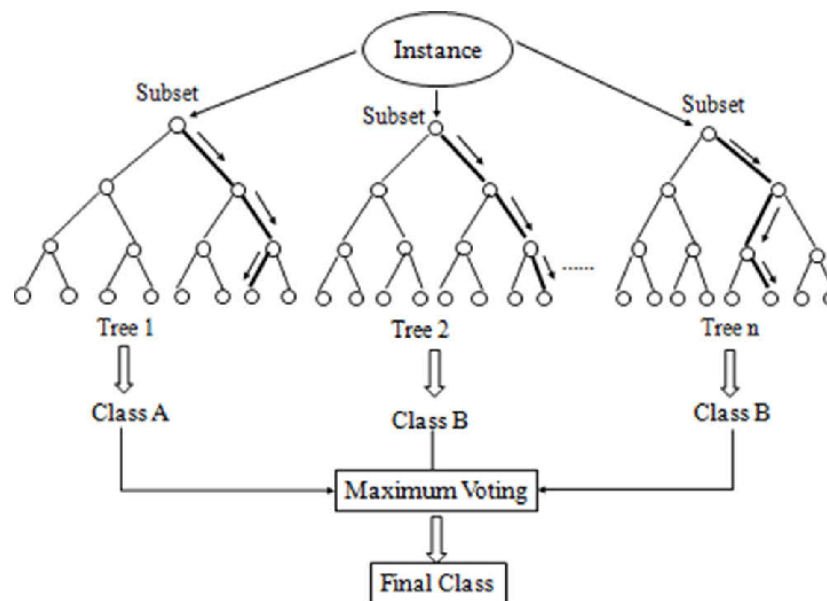 Instance
Subset
Subset
Subset
......
Tree 1
Tree 2
Tree n
Class A
Class B
Class B
Maximum Voting
Final Class